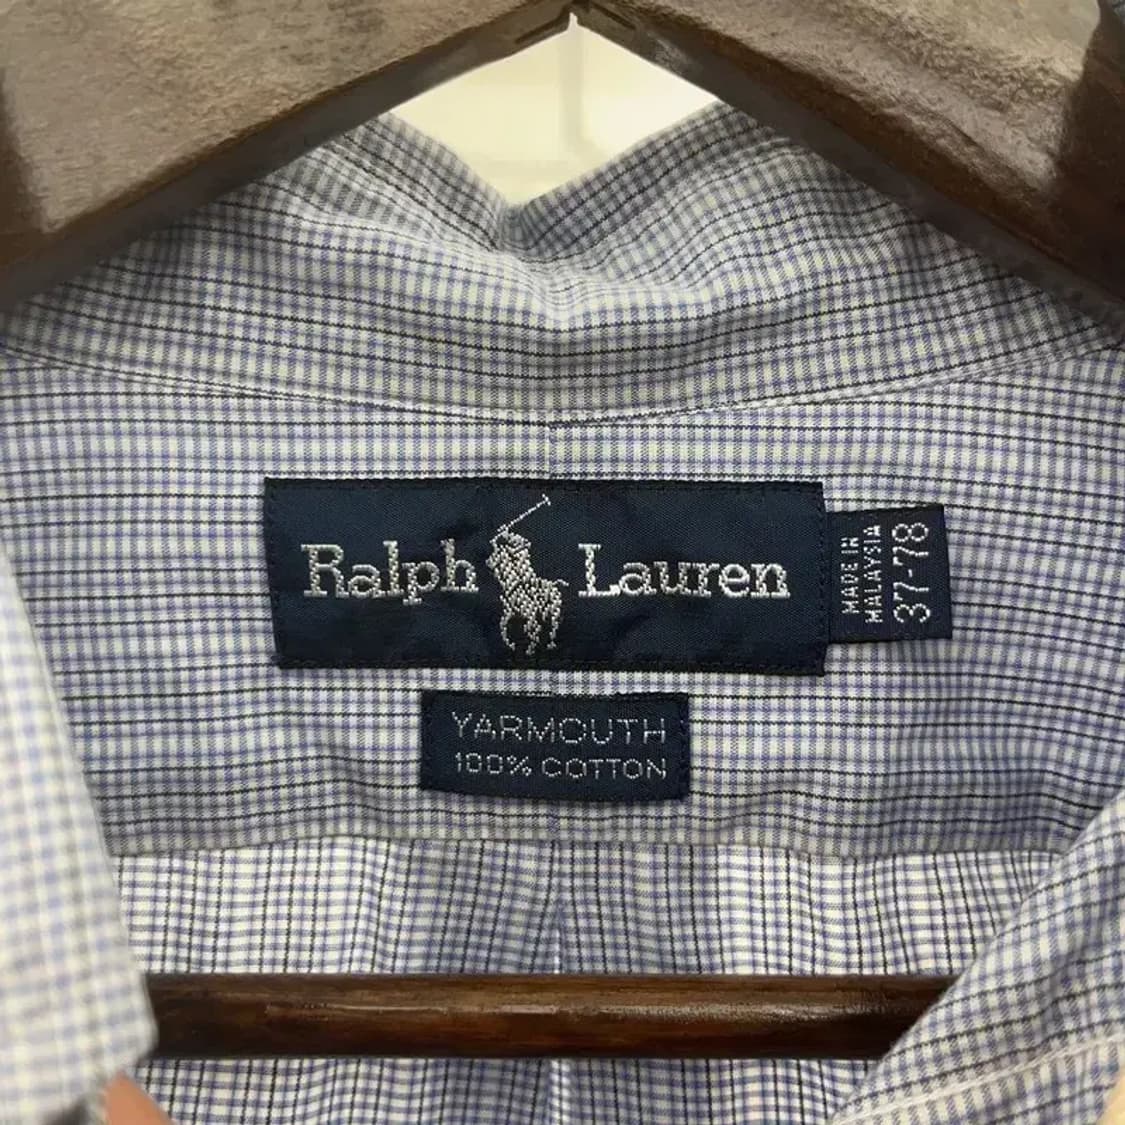 Ralph Lauren
MADE IN
MALAYSIA
37-78
YARMOUTH
100% COTTON